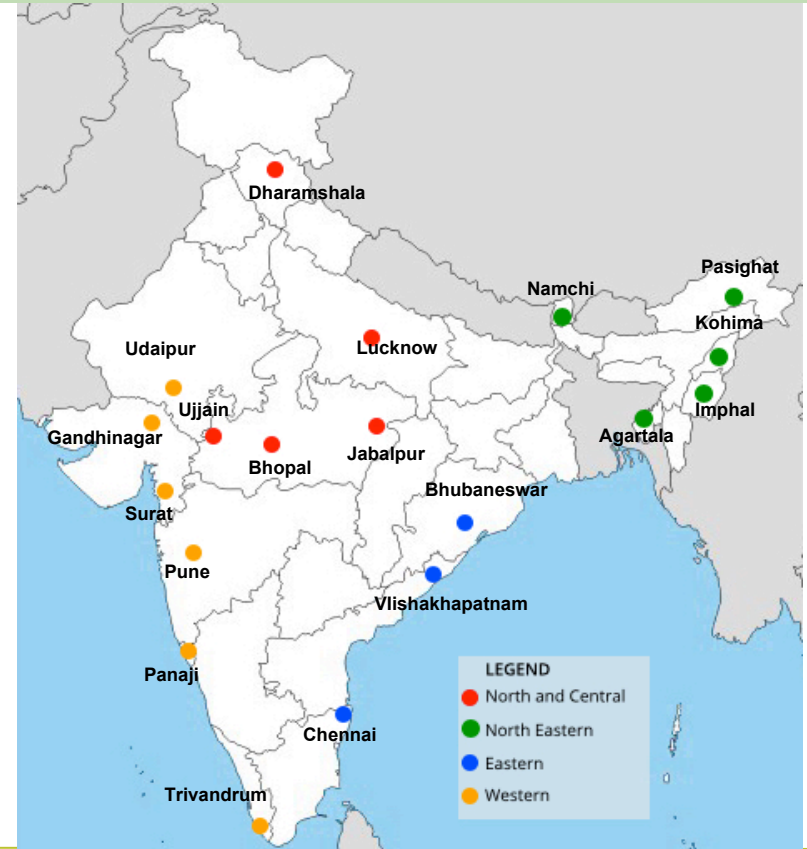 Dharamshala
Pasighat
Namchi
Kohima
Udaipur
Lucknow
Ujjain
Imphal
Gandhinagar
Agartala
Jabalpur
Bhopal
Bhubaneswar
Surat
Pune
Vlishakhapatnam
Panaji
LEGEND
North and Central
North Eastern
Eastern
Western
Chennai
Trivandrum